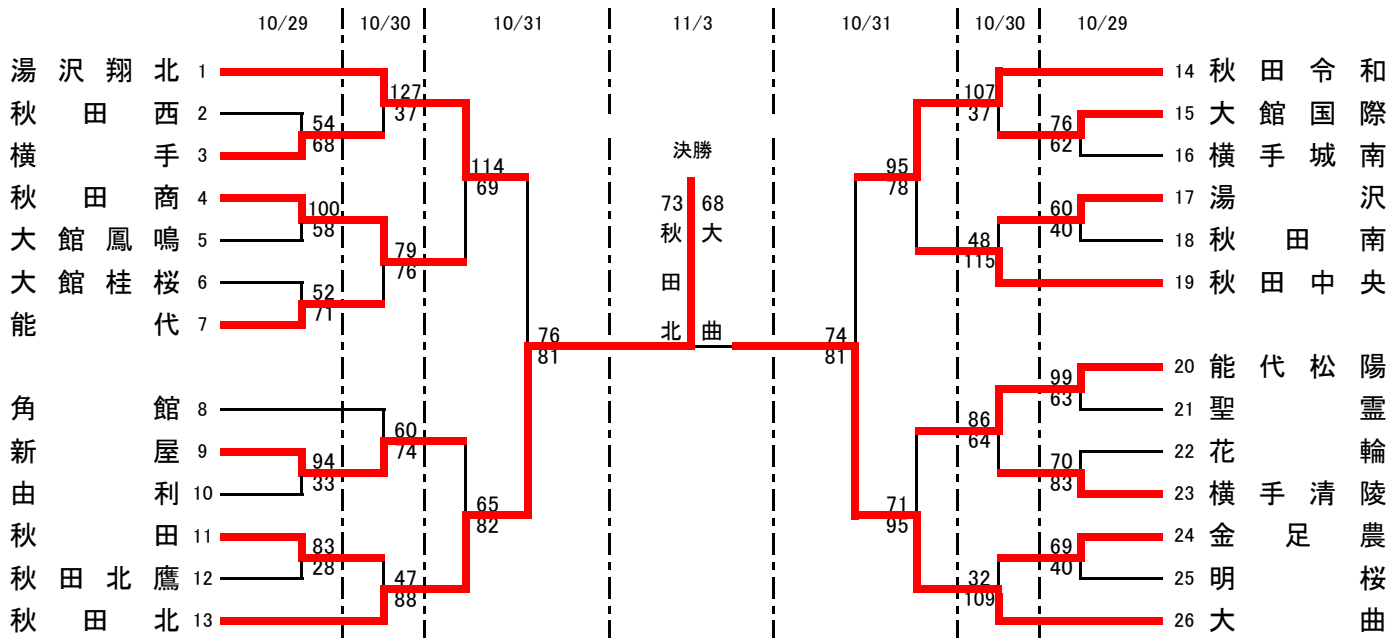 10/29 10/30 10/31 11/3 10/31 10/30 10/29
湯沢翔北 1
秋田西 2
横手 3
秋田商 4
大館鳳鳴 5
大館桂桜 6
能代 7
角館 8
新屋 9
由利 10
秋田 11
秋田北鷹 12
秋田北 13
54
68
100
58
52
71
94
33
83
28
127
37
79
76
60
74
47
88
114
69
65
82
76
81
決勝
73 68
秋田北
大曲
74
81
95
78
71
95
107
37
48
115
86
64
32
109
76
62
60
40
99
63
70
83
69
40
14 秋田令和
15 大館国際
16 横手城南
17 湯沢
18 秋田南
19 秋田中央
20 能代松陽
21 聖霊
22 花輪
23 横手清陵
24 金足農
25 明桜
26 大曲